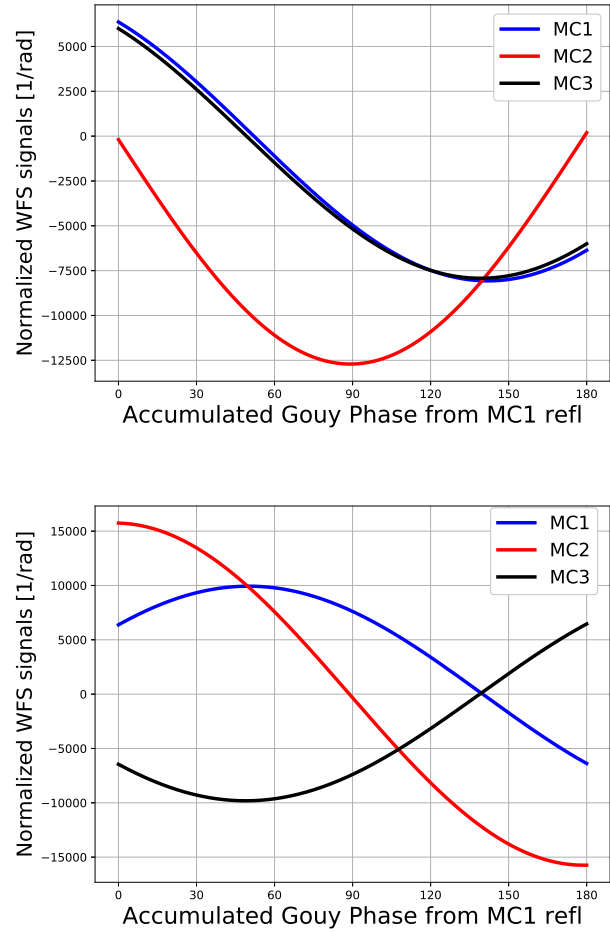 5000
2500
0
−2500
−5000
−7500
−10000
−12500
0 30 60 90 120 150 180
Normalized WFS signals [1/rad]
Accumulated Gouy Phase from MC1 refl
MC1
MC2
MC3
15000
10000
5000
0
−5000
−10000
−15000
0 30 60 90 120 150 180
Normalized WFS signals [1/rad]
Accumulated Gouy Phase from MC1 refl
MC1
MC2
MC3